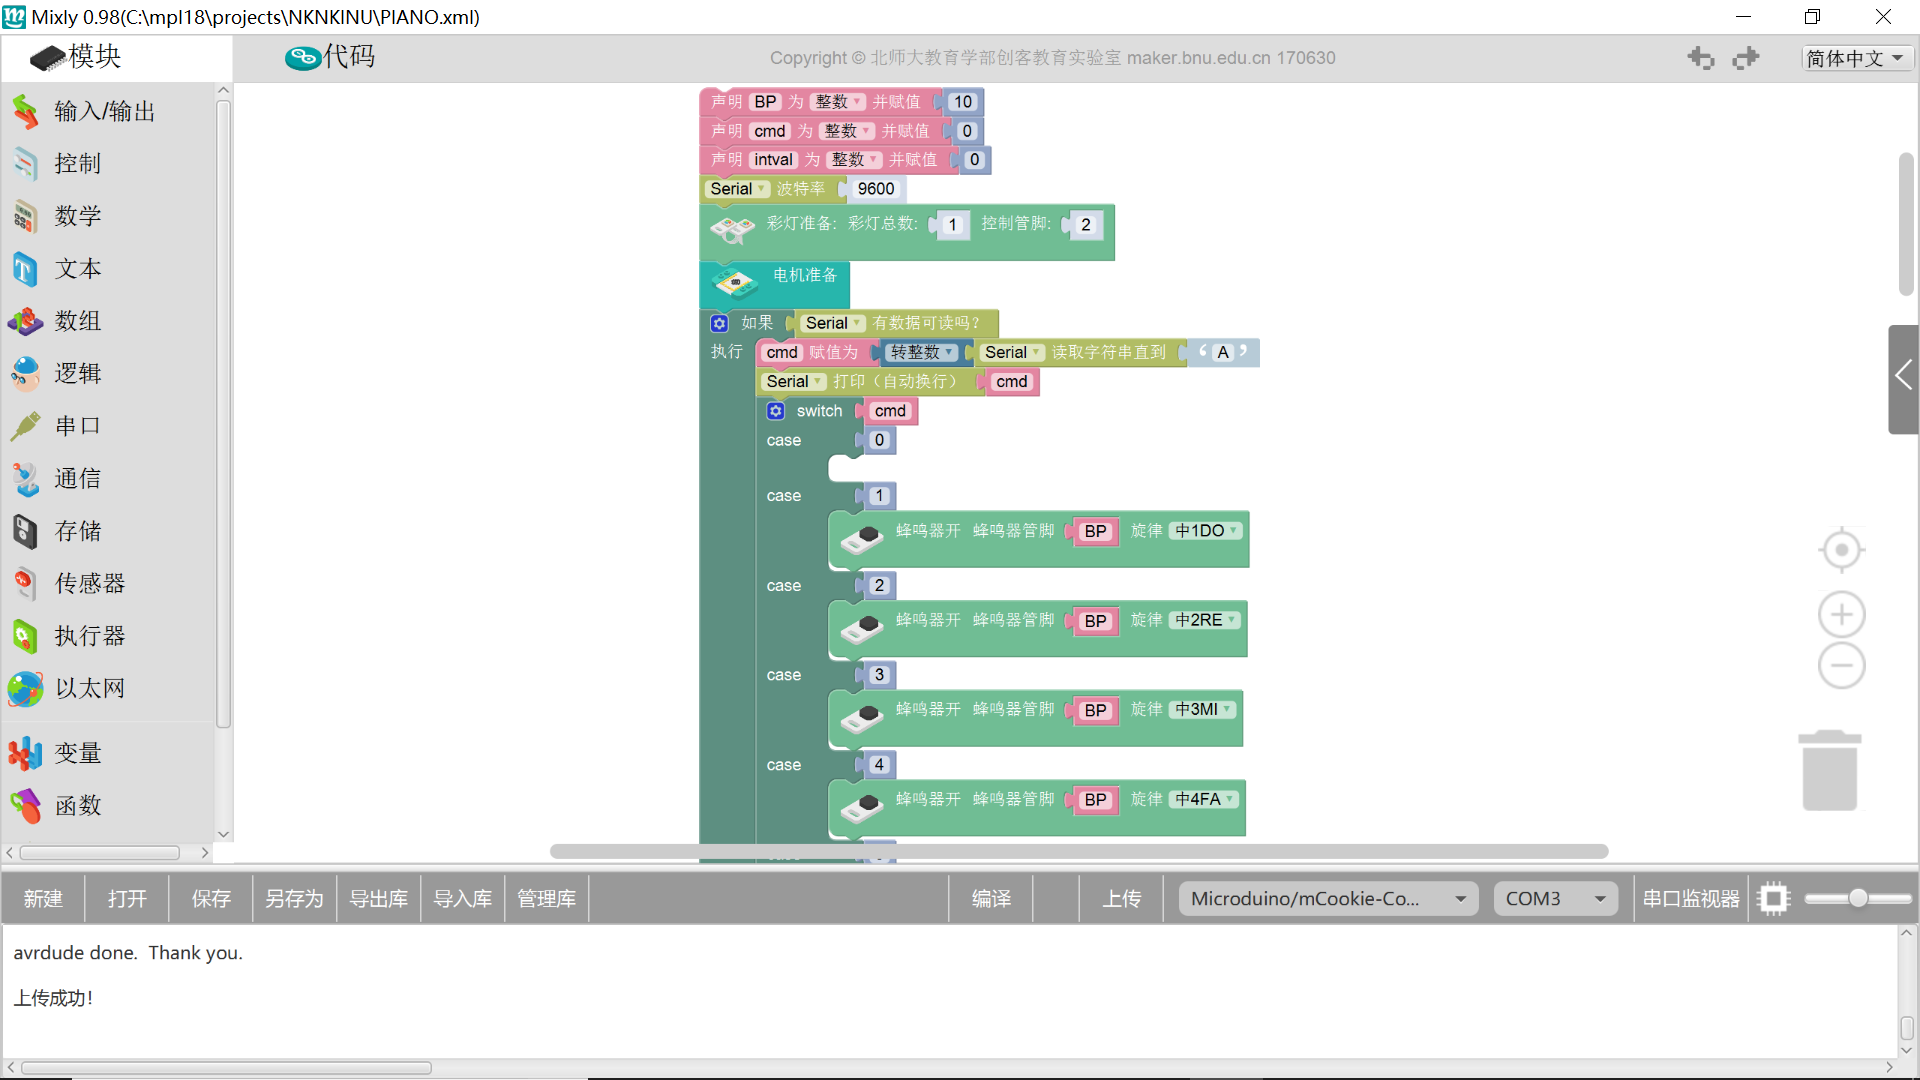 Mixly 0.98(C:\mpl18\projects\NKNKINU\PIANO.xml)
模块
代码
Copyright © 北师大教育学部创客教育实验室 maker.bnu.edu.cn 170630
简体中文
输入/输出
控制
数学
文本
数组
逻辑
串口
通信
存储
传感器
执行器
以太网
变量
函数
声明 BP 为 整数 并赋值 10
声明 cmd 为 整数 并赋值 0
声明 intval 为 整数 并赋值 0
Serial 波特率 9600
彩灯准备: 彩灯总数: 1 控制管脚: 2
电机准备
如果 Serial 有数据可读吗?
执行 cmd 赋值为 转整数 Serial 读取字符串直到 “ A ”
Serial 打印（自动换行） cmd
switch cmd
case 0
case 1
蜂鸣器开 蜂鸣器管脚 BP 旋律 中1DO
case 2
蜂鸣器开 蜂鸣器管脚 BP 旋律 中2RE
case 3
蜂鸣器开 蜂鸣器管脚 BP 旋律 中3MI
case 4
蜂鸣器开 蜂鸣器管脚 BP 旋律 中4FA
新建 打开 保存 另存为 导出库 导入库 管理库 编译 上传 Microduino/mCookie-Co... COM3 串口监视器
avrdude done. Thank you.
上传成功!